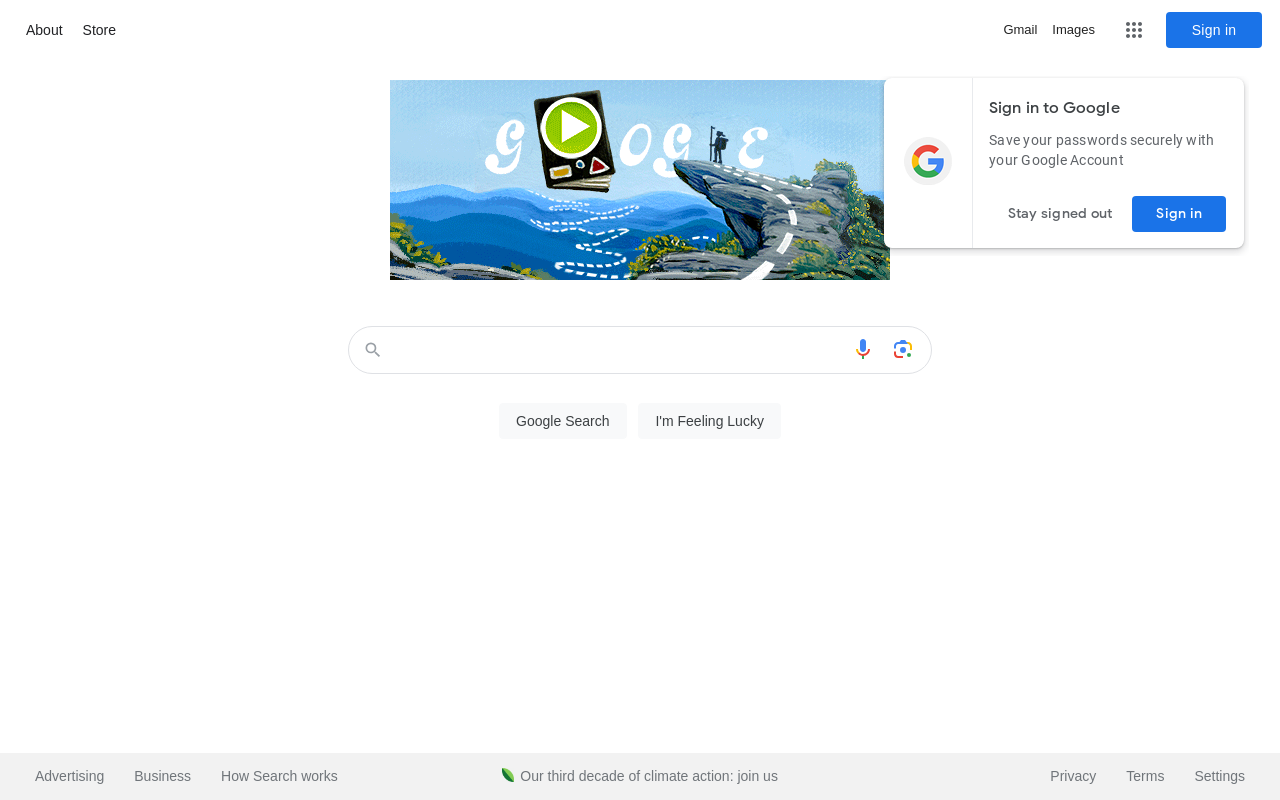 About Store
Gmail Images Sign in
G OG E
Sign in to Google
Save your passwords securely with
your Google Account
Stay signed out Sign in
Google Search I'm Feeling Lucky
Advertising Business How Search works Our third decade of climate action: join us Privacy Terms Settings